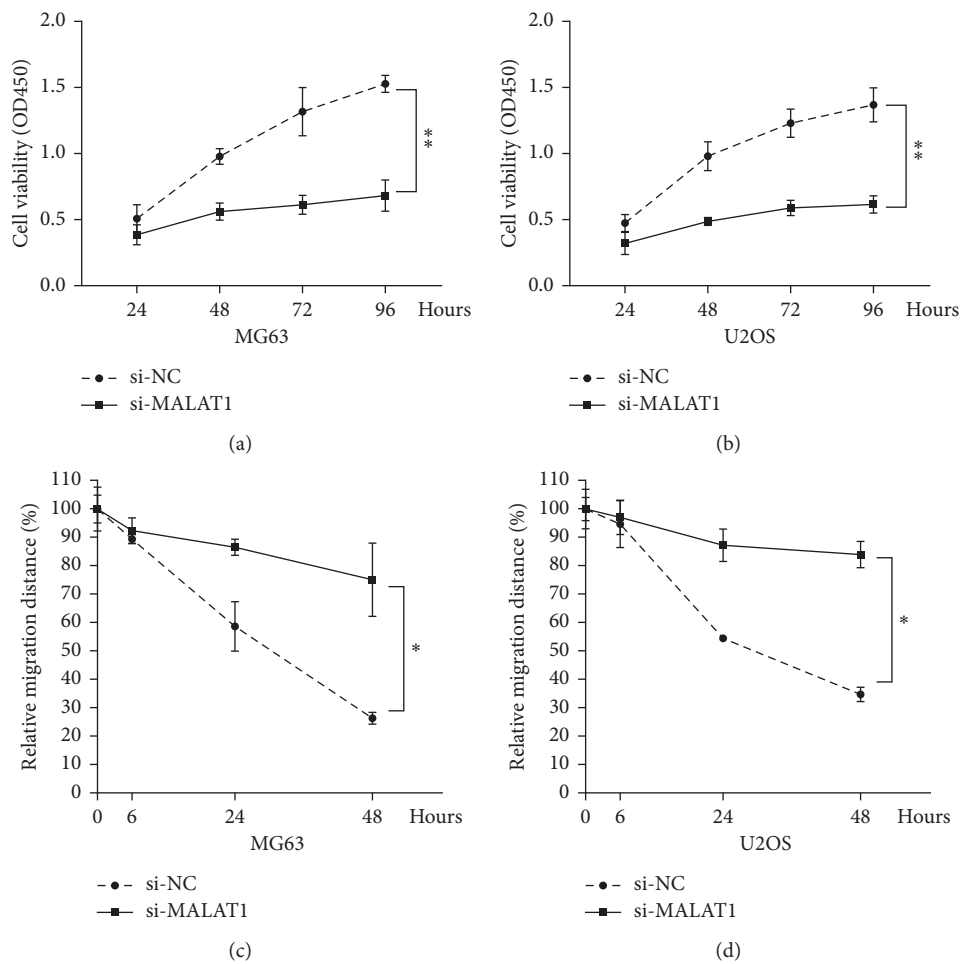 Cell viability (OD450)
2.0
1.5
1.0
0.5
0.0
24 48 72 96 Hours
MG63
**
si-NC
si-MALAT1
(a)
Cell viability (OD450)
2.0
1.5
1.0
0.5
0.0
24 48 72 96 Hours
U2OS
**
si-NC
si-MALAT1
(b)
Relative migration distance (%)
110
100
90
80
70
60
50
40
30
20
10
0
0 6 24 48 Hours
MG63
*
si-NC
si-MALAT1
(c)
Relative migration distance (%)
110
100
90
80
70
60
50
40
30
20
10
0
0 6 24 48 Hours
U2OS
*
si-NC
si-MALAT1
(d)